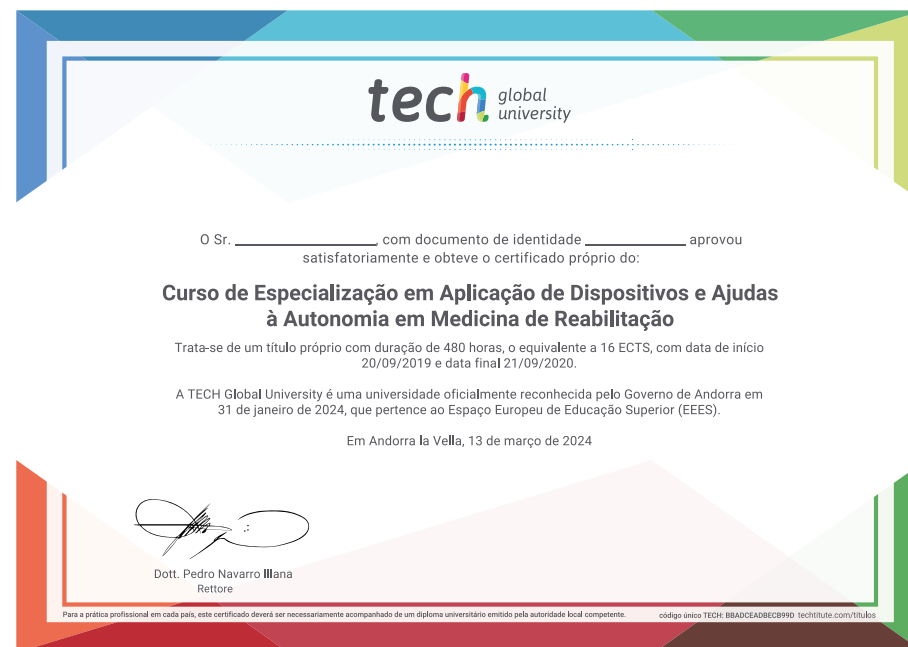 tech global university
O Sr. ____________, com documento de identidade ____________ aprovou
satisfatoriamente e obteve o certificado próprio do:
Curso de Especialização em Aplicação de Dispositivos e Ajudas
à Autonomia em Medicina de Reabilitação
Trata-se de um título próprio com duração de 480 horas, o equivalente a 16 ECTS, com data de início
20/09/2019 e data final 21/09/2020.
A TECH Global University é uma universidade oficialmente reconhecida pelo Governo de Andorra em
31 de janeiro de 2024, que pertence ao Espaço Europeu de Educação Superior (EEES).
Em Andorra la Vella, 13 de março de 2024
Dott. Pedro Navarro Illana
Rettore
Para a prática profissional em cada país, este certificado deverá ser necessariamente acompanhado de um diploma universitário emitido pela autoridade local competente. código único TECH: BBADCEADBECB99D techtitute.com/títulos